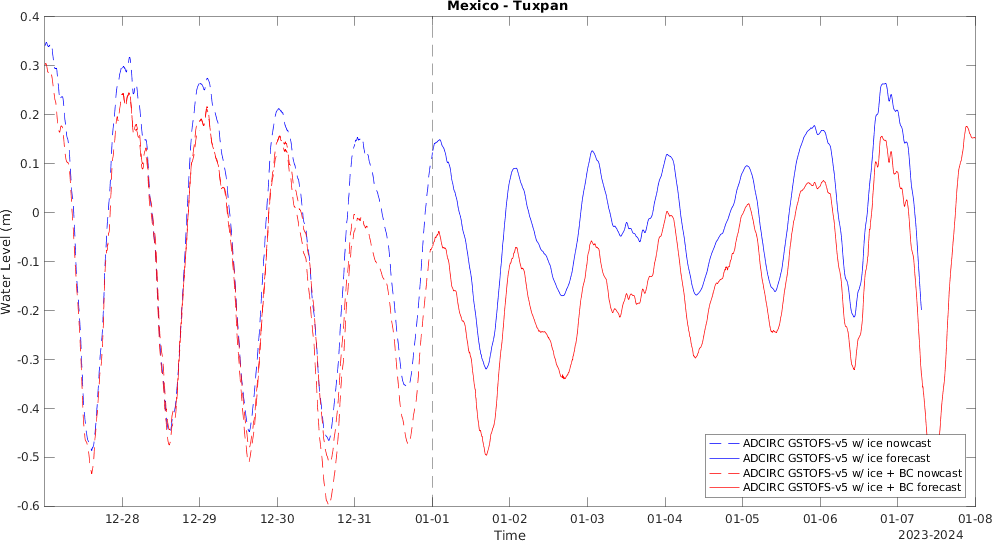 Mexico - Tuxpan
0.4
0.3
0.2
0.1
0
-0.1
-0.2
-0.3
-0.4
-0.5
-0.6
Water Level (m)
ADCIRC GSTOFS-v5 w/ ice nowcast
ADCIRC GSTOFS-v5 w/ ice forecast
ADCIRC GSTOFS-v5 w/ ice + BC nowcast
ADCIRC GSTOFS-v5 w/ ice + BC forecast
12-28 12-29 12-30 12-31 01-01 01-02 01-03 01-04 01-05 01-06 01-07 01-08
Time
2023-2024